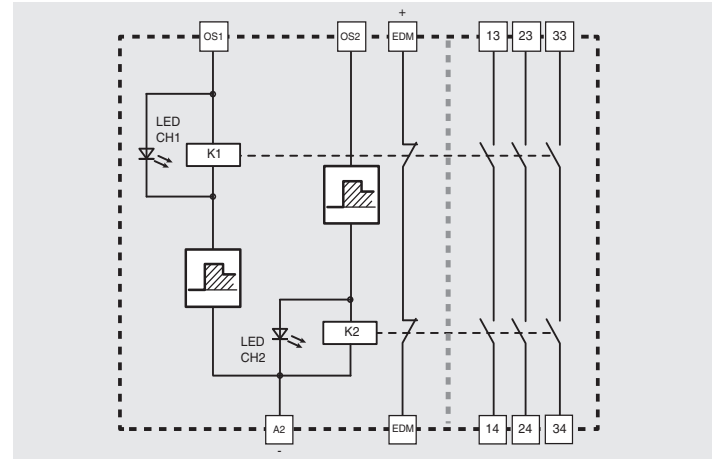 +
OS1 OS2 EDM 13 23 33
LED
CH1
K1
K2
LED
CH2
A2 EDM 14 24 34
-